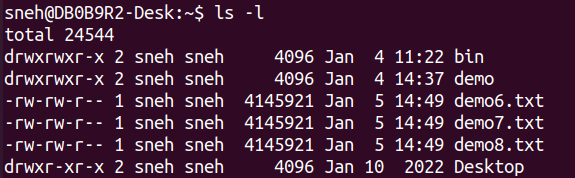 sneh@DB0B9R2-Desk:~$ ls -l
total 24544
drwxrwxr-x 2 sneh sneh    4096 Jan  4 11:22 bin
drwxrwxr-x 2 sneh sneh    4096 Jan  4 14:37 demo
-rw-rw-r-- 1 sneh sneh 4145921 Jan  5 14:49 demo6.txt
-rw-rw-r-- 1 sneh sneh 4145921 Jan  5 14:49 demo7.txt
-rw-rw-r-- 1 sneh sneh 4145921 Jan  5 14:49 demo8.txt
drwxr-xr-x 2 sneh sneh    4096 Jan 10  2022 Desktop